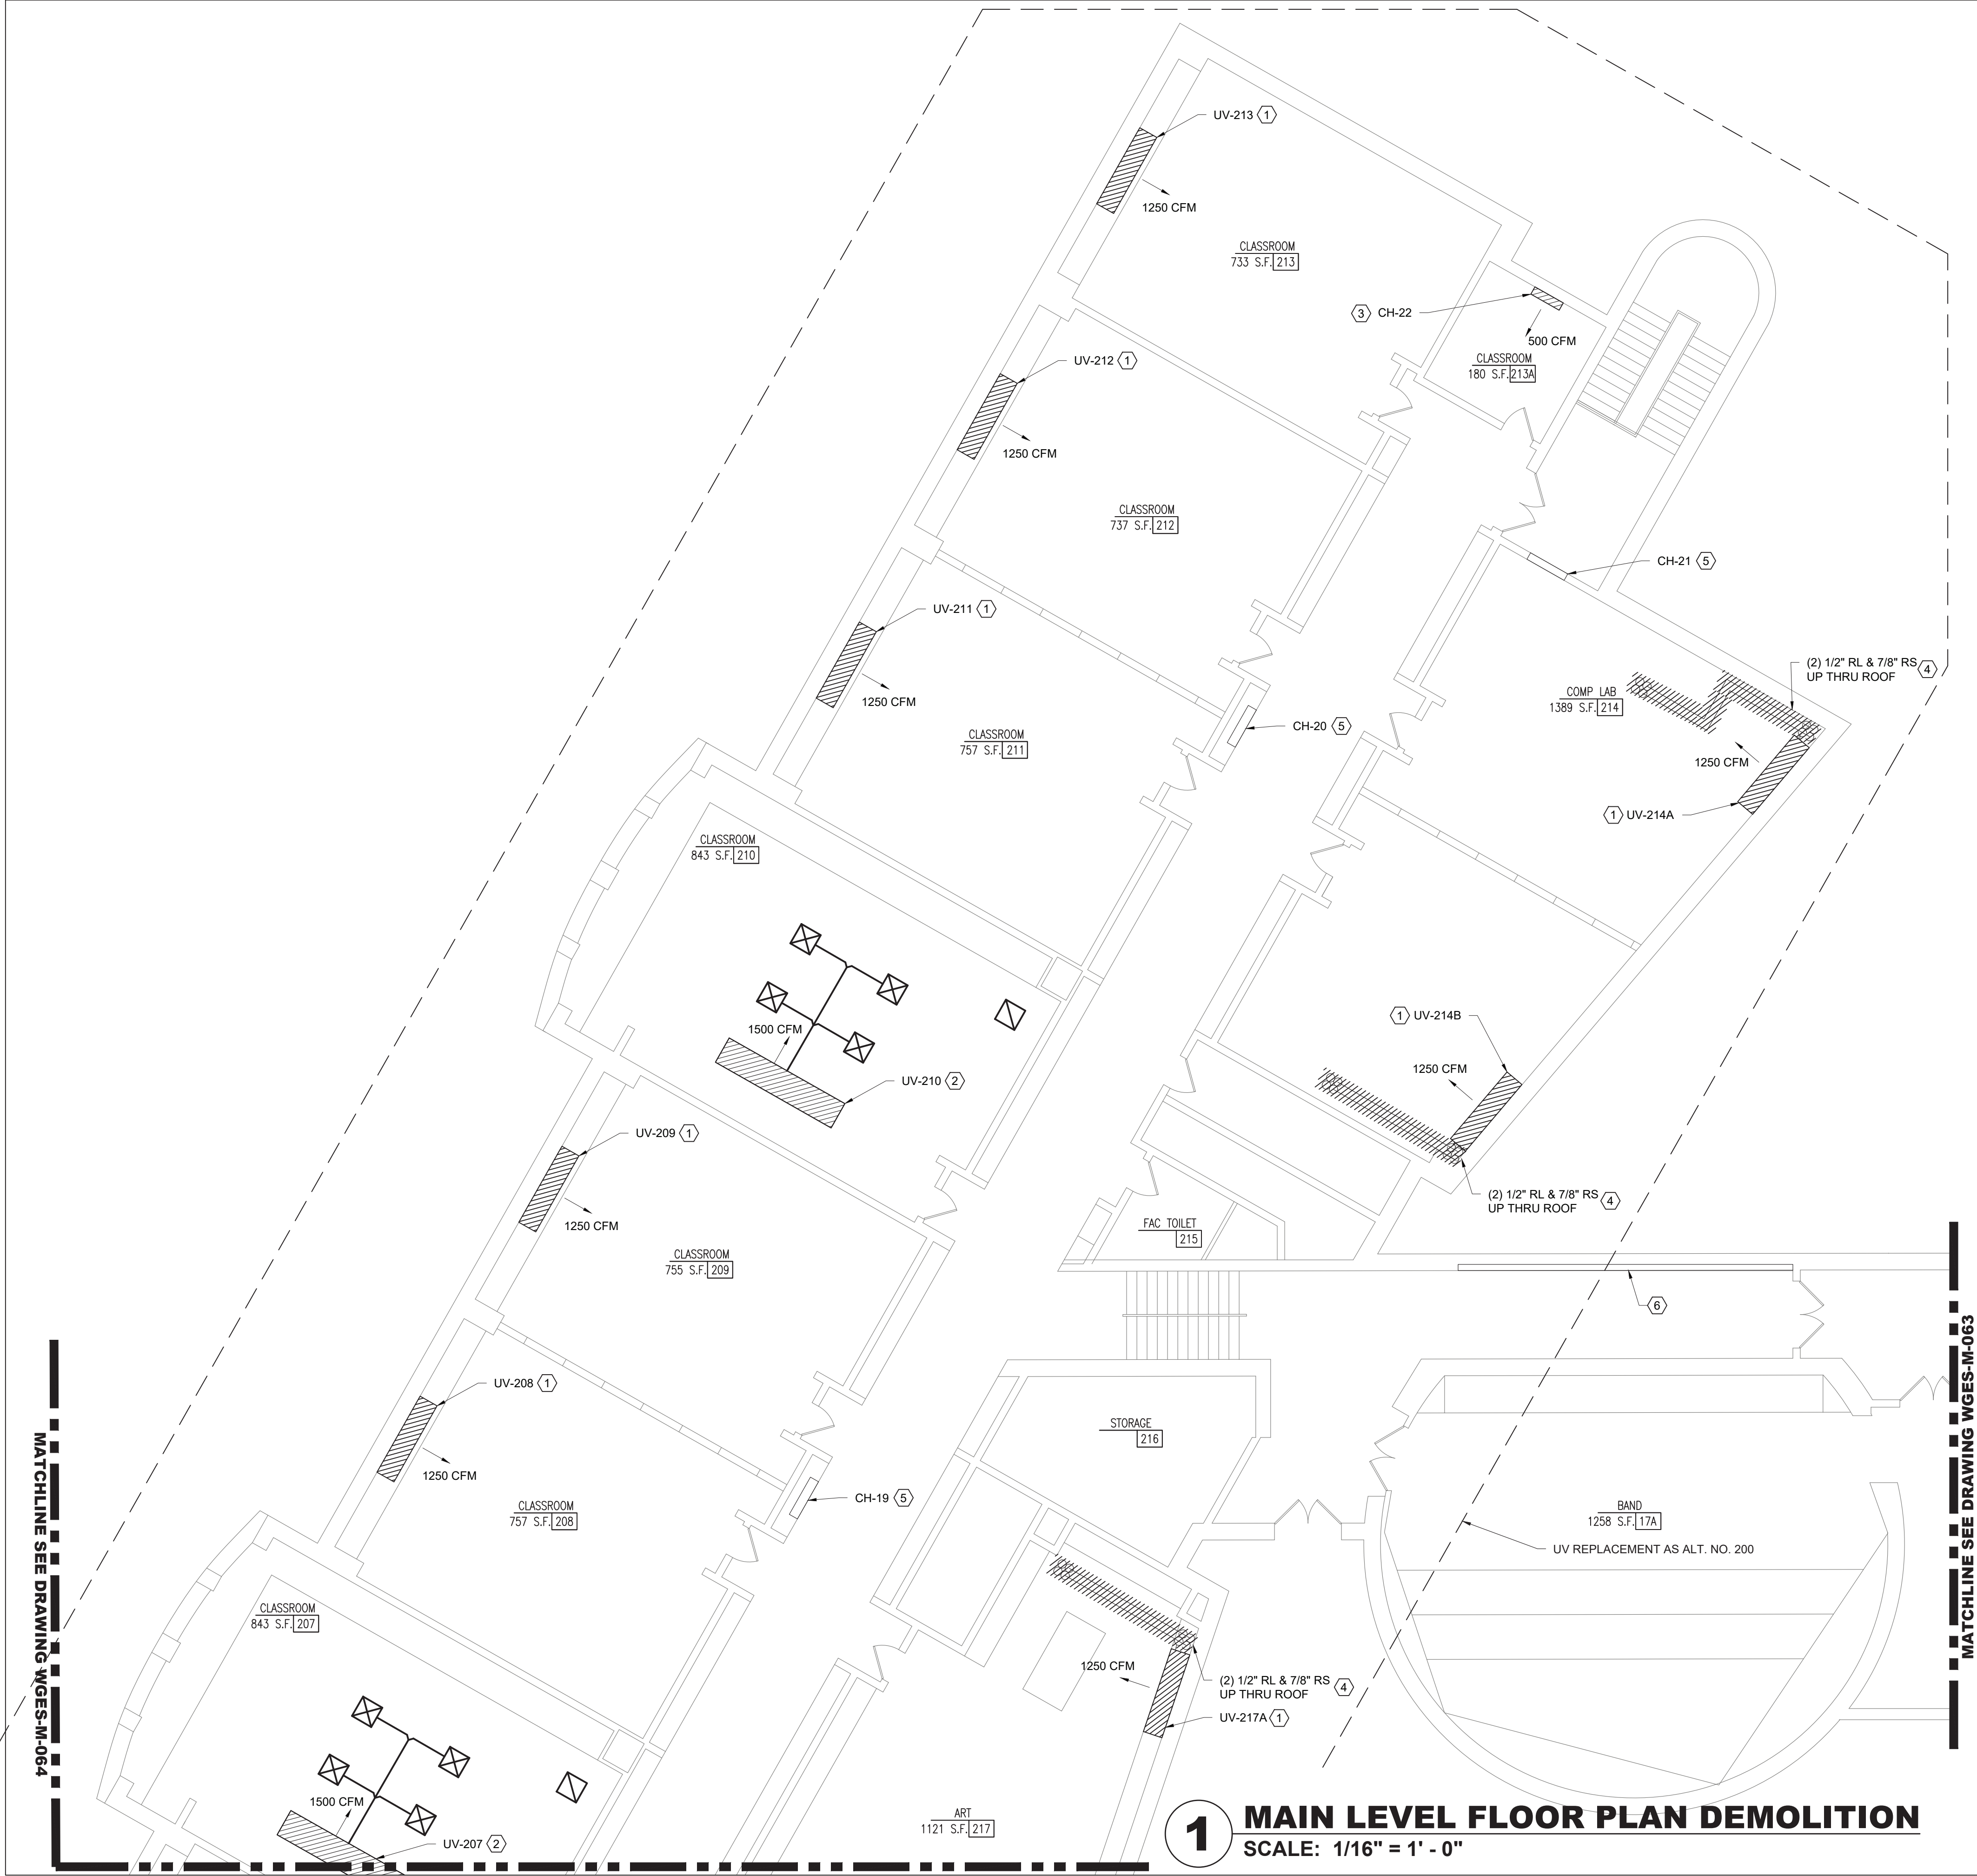 UV-213 1
1250 CFM
CLASSROOM
733 S.F. 213
3 CH-22
500 CFM
CLASSROOM
180 S.F. 213A
UV-212 1
1250 CFM
CLASSROOM
737 S.F. 212
CH-21 5
UV-211 1
1250 CFM
CLASSROOM
757 S.F. 211
CH-20 5
(2) 1/2" RL & 7/8" RS 4
UP THRU ROOF
COMP LAB
1389 S.F. 214
1250 CFM
1 UV-214A
CLASSROOM
843 S.F. 210
1500 CFM
UV-210 2
1 UV-214B
1250 CFM
(2) 1/2" RL & 7/8" RS 4
UP THRU ROOF
UV-209 1
1250 CFM
CLASSROOM
755 S.F. 209
FAC TOILET
215
6
UV-208 1
1250 CFM
CLASSROOM
757 S.F. 208
CH-19 5
STORAGE
216
BAND
1258 S.F. 17A
UV REPLACEMENT AS ALT. NO. 200
CLASSROOM
843 S.F. 207
1500 CFM
UV-207 2
1250 CFM
(2) 1/2" RL & 7/8" RS 4
UP THRU ROOF
UV-217A 1
ART
1121 S.F. 217
MATCHLINE SEE DRAWING WGES-M-064
MATCHLINE SEE DRAWING WGES-M-063
1 MAIN LEVEL FLOOR PLAN DEMOLITION
SCALE: 1/16" = 1' - 0"